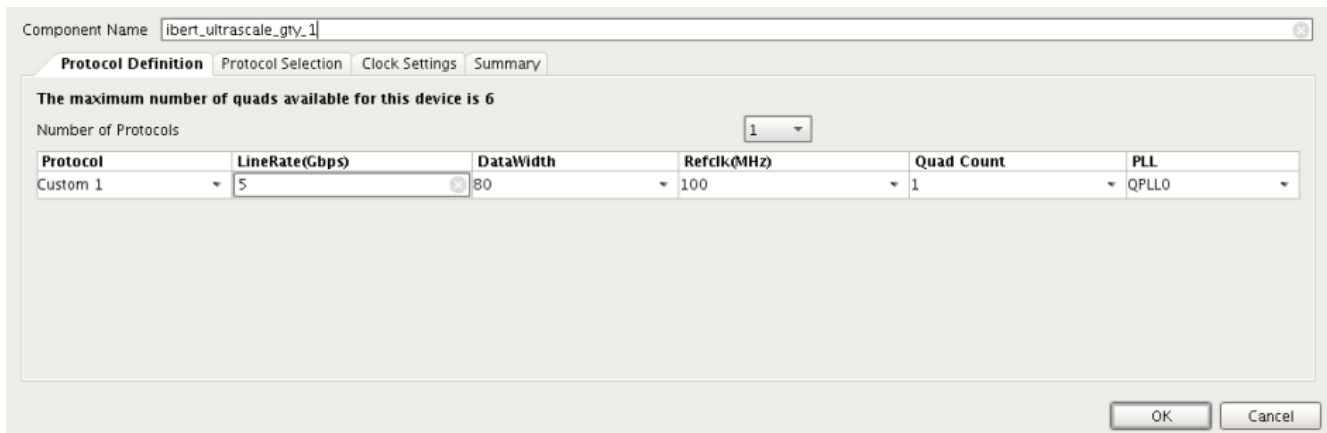 Component Name ibert_ultrascale_gty_1
Protocol Definition Protocol Selection Clock Settings Summary
The maximum number of quads available for this device is 6
Number of Protocols 1
Protocol LineRate(Gbps) DataWidth Refclk(MHz) Quad Count PLL
Custom 1 5 80 100 1 QPLL0
OK Cancel